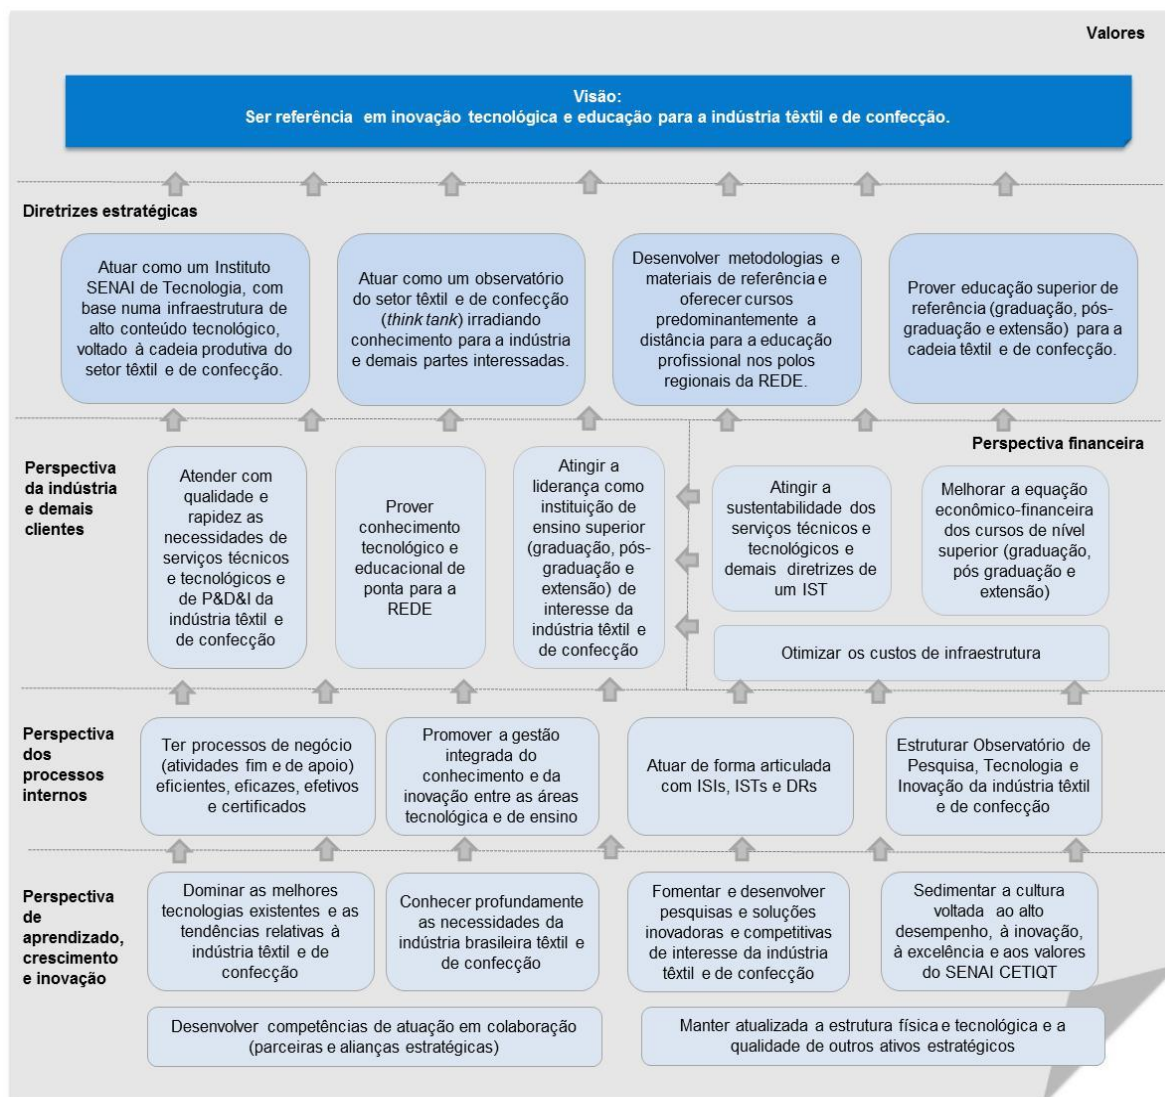 Valores
Visão:
Ser referência em inovação tecnológica e educação para a indústria têxtil e de confecção.
Diretrizes estratégicas
Atuar como um Instituto
SENAI de Tecnologia, com
base numa infraestrutura de
alto conteúdo tecnológico,
voltado à cadeia produtiva do
setor têxtil e de confecção.
Atuar como um observatório
do setor têxtil e de confecção
(think tank) irradiando
conhecimento para a indústria
e demais partes interessadas.
Desenvolver metodologias e
materiais de referência e
oferecer cursos
predominantemente a
distância para a educação
profissional nos polos
regionais da REDE.
Prover educação superior de
referência (graduação, pós-
graduação e extensão) para a
cadeia têxtil e de confecção.
Perspectiva
da indústria
e demais
clientes
Atender com
qualidade e
rapidez as
necessidades de
serviços técnicos
e tecnológicos e
de P&D&I da
indústria têxtil e
de confecção
Prover
conhecimento
tecnológico e
educacional de
ponta para a
REDE
Atingir a
liderança como
instituição de
ensino superior
(graduação, pós-
graduação e
extensão) de
interesse da
indústria têxtil e
de confecção
Perspectiva financeira
Atingir a
sustentabilidade dos
serviços técnicos e
tecnológicos e
demais diretrizes de
um IST
Melhorar a equação
econômico-financeira
dos cursos de nível
superior (graduação,
pós graduação e
extensão)
Otimizar os custos de infraestrutura
Perspectiva
dos
processos
internos
Ter processos de negócio
(atividades fim e de apoio)
eficientes, eficazes, efetivos
e certificados
Promover a gestão
integrada do
conhecimento e da
inovação entre as áreas
tecnológica e de ensino
Atuar de forma articulada
com ISIs, ISTs e DRs
Estruturar Observatório de
Pesquisa, Tecnologia e
Inovação da indústria têxtil
e de confecção
Perspectiva
de
aprendizado,
crescimento
e inovação
Dominar as melhores
tecnologias existentes e as
tendências relativas à
indústria têxtil e de
confecção
Conhecer profundamente
as necessidades da
indústria brasileira têxtil e
de confecção
Fomentar e desenvolver
pesquisas e soluções
inovadoras e competitivas
de interesse da indústria
têxtil e de confecção
Sedimentar a cultura
voltada ao alto
desempenho, à inovação,
à excelência e aos valores
do SENAI CETIQT
Desenvolver competências de atuação em colaboração
(parceiras e alianças estratégicas)
Manter atualizada a estrutura física e tecnológica e a
qualidade de outros ativos estratégicos